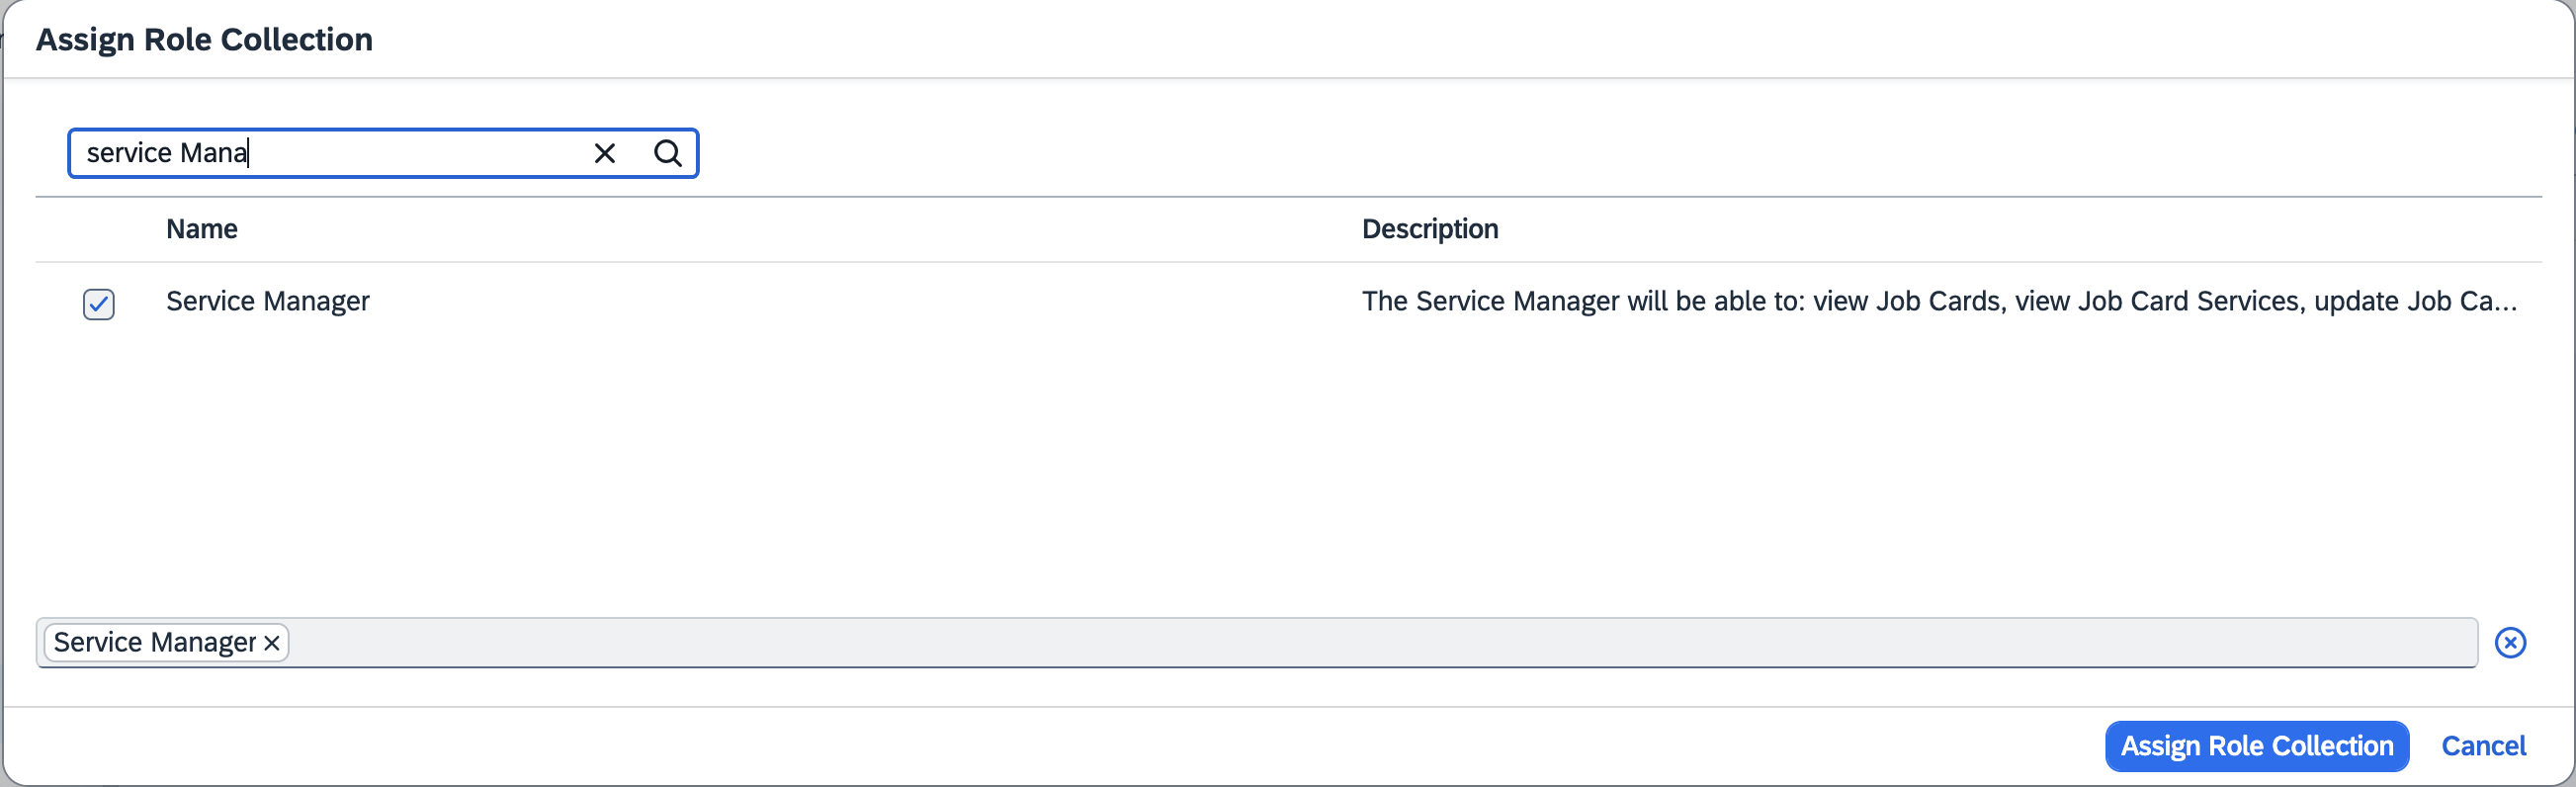 Assign Role Collection
service Mana
Name Description
Service Manager The Service Manager will be able to: view Job Cards, view Job Card Services, update Job Ca...
Service Manager
Assign Role Collection Cancel